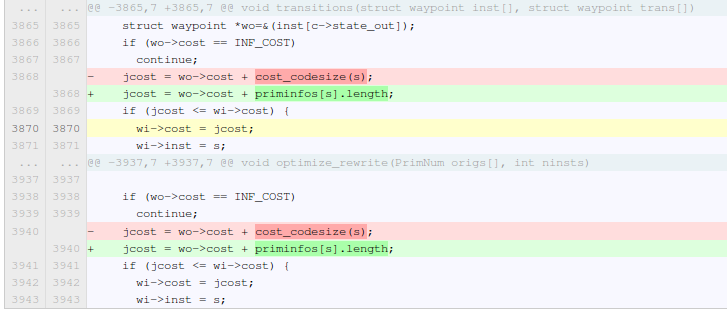 ... ... @@ -3865,7 +3865,7 @@ void transitions(struct waypoint inst[], struct waypoint trans[])
3865 3865 struct waypoint *wo=&(inst[c->state_out]);
3866 3866 if (wo->cost == INF_COST)
3867 3867 continue;
3868 - jcost = wo->cost + cost_codesize(s);
3868 + jcost = wo->cost + priminfos[s].length;
3869 3869 if (jcost <= wi->cost) {
3870 3870 wi->cost = jcost;
3871 3871 wi->inst = s;
... ... @@ -3937,7 +3937,7 @@ void optimize_rewrite(PrimNum origs[], int ninsts)
3937 3937
3938 3938 if (wo->cost == INF_COST)
3939 3939 continue;
3940 - jcost = wo->cost + cost_codesize(s);
3940 + jcost = wo->cost + priminfos[s].length;
3941 3941 if (jcost <= wi->cost) {
3942 3942 wi->cost = jcost;
3943 3943 wi->inst = s;